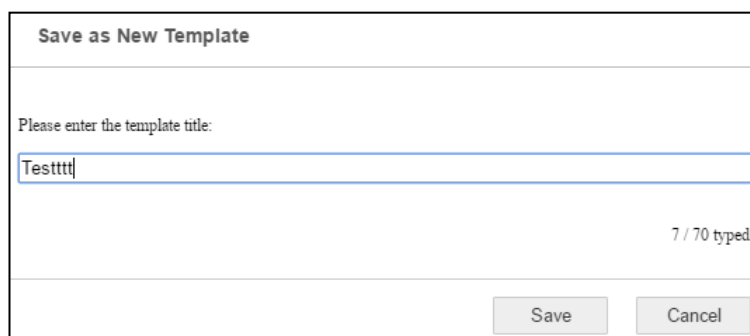 Save as New Template
Please enter the template title:
Testttt
7 / 70 typed
Save Cancel